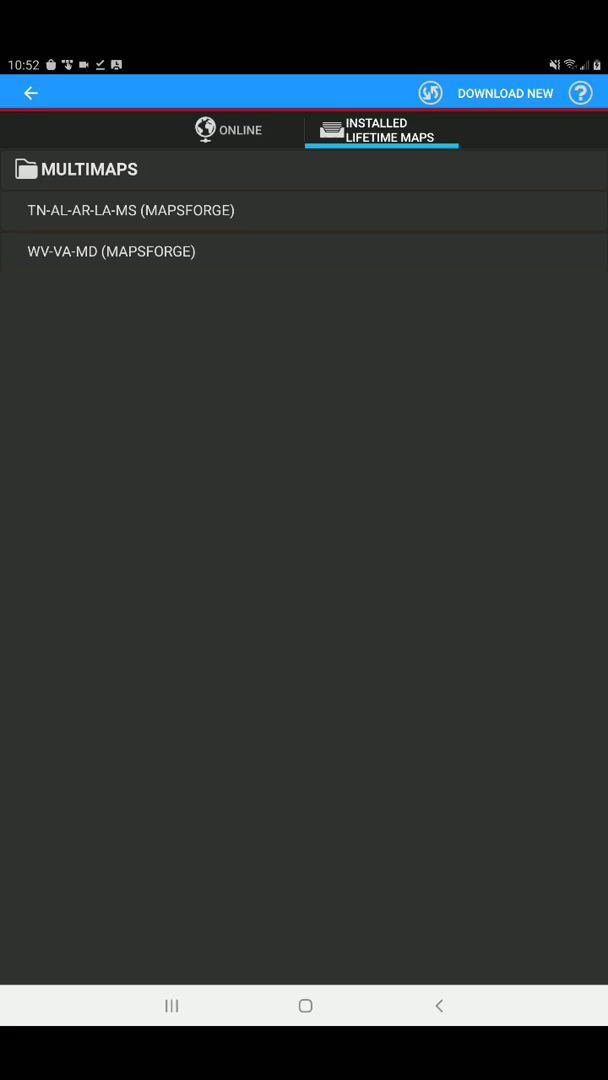 10:52
DOWNLOAD NEW
?
ONLINE
INSTALLED
LIFETIME MAPS
MULTIMAPS
TN-AL-AR-LA-MS (MAPSFORGE)
WV-VA-MD (MAPSFORGE)